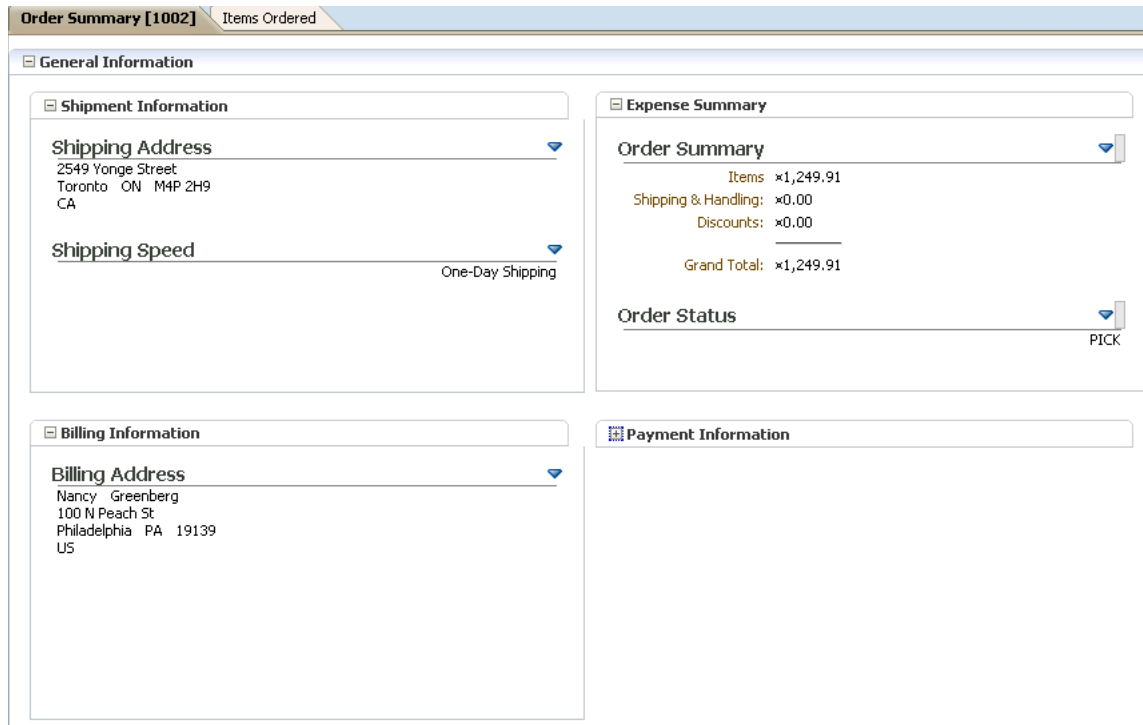 Order Summary [1002]
Items Ordered
General Information
Shipment Information
Shipping Address
2549 Yonge Street
Toronto ON M4P 2H9
CA
Shipping Speed
One-Day Shipping
Expense Summary
Order Summary
Items ¤1,249.91
Shipping & Handling: ¤0.00
Discounts: ¤0.00
Grand Total: ¤1,249.91
Order Status
PICK
Billing Information
Billing Address
Nancy Greenberg
100 N Peach St
Philadelphia PA 19139
US
Payment Information